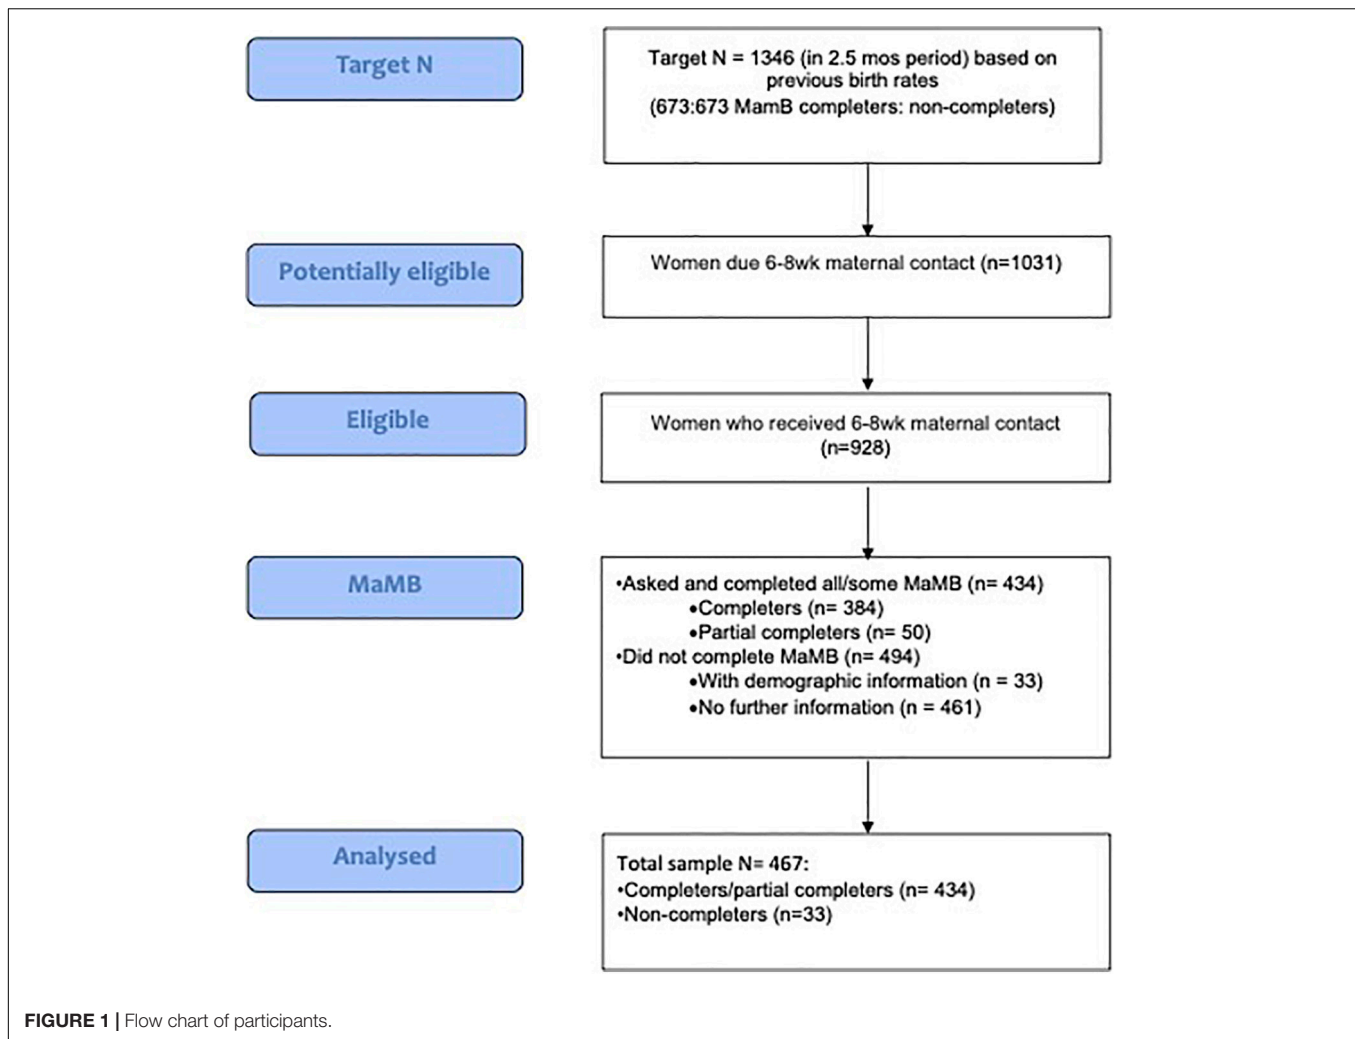 Target N
Target N = 1346 (in 2.5 mos period) based on
previous birth rates
(673:673 MamB completers: non-completers)
Potentially eligible
Women due 6-8wk maternal contact (n=1031)
Eligible
Women who received 6-8wk maternal contact
(n=928)
MaMB
•Asked and completed all/some MaMB (n= 434)
•Completers (n= 384)
•Partial completers (n= 50)
•Did not complete MaMB (n= 494)
•With demographic information (n = 33)
•No further information (n = 461)
Analysed
Total sample N= 467:
•Completers/partial completers (n= 434)
•Non-completers (n=33)
FIGURE 1 | Flow chart of participants.